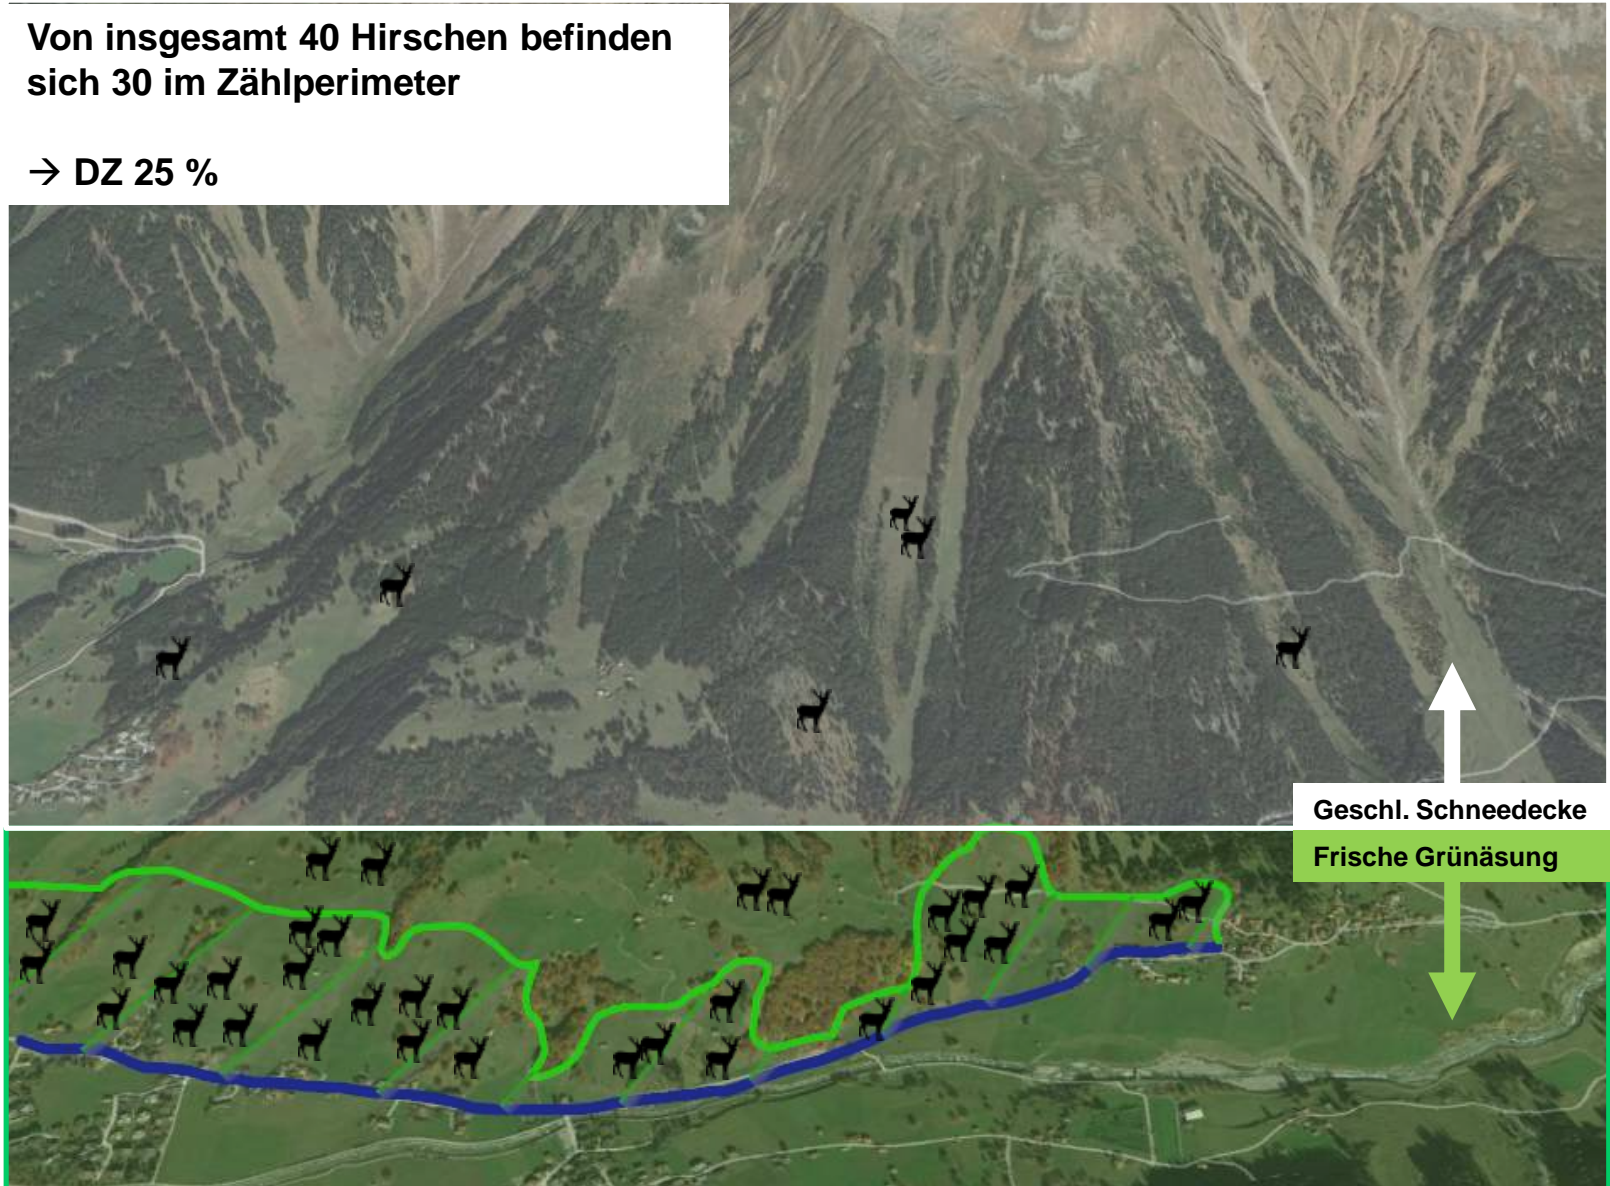 Von insgesamt 40 Hirschen befinden
sich 30 im Zählperimeter
→ DZ 25 %
Geschl. Schneedecke
Frische Grünäsung